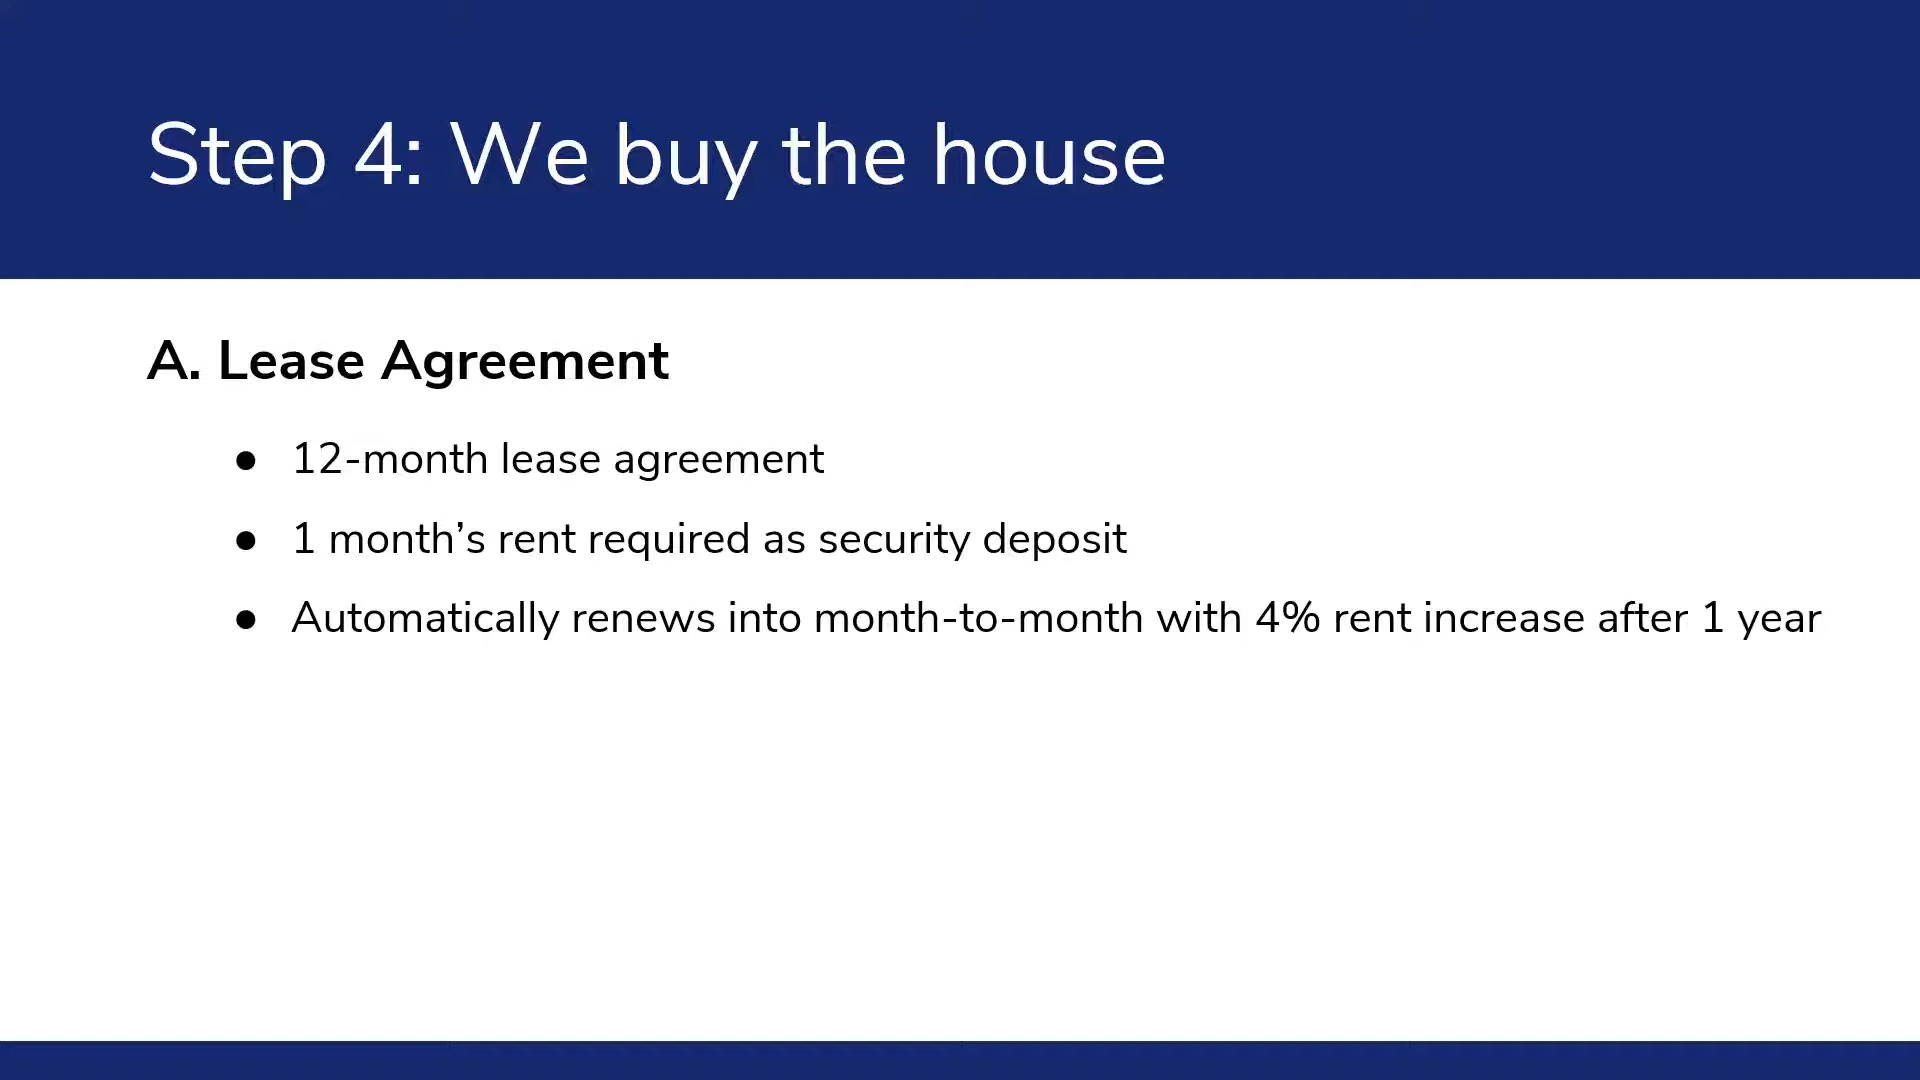 Step 4: We buy the house
A. Lease Agreement
● 12-month lease agreement
● 1 month’s rent required as security deposit
● Automatically renews into month-to-month with 4% rent increase after 1 year